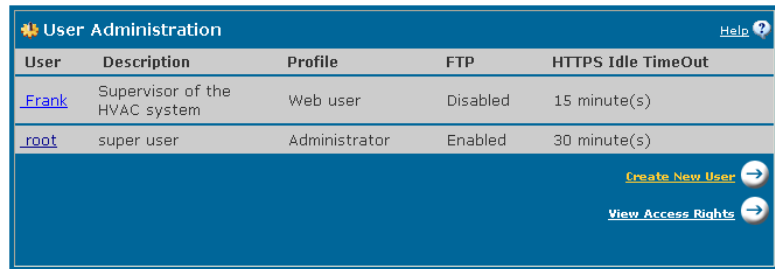 User Administration Help
User Description Profile FTP HTTPS Idle TimeOut
Frank Supervisor of the HVAC system Web user Disabled 15 minute(s)
root super user Administrator Enabled 30 minute(s)
Create New User
View Access Rights